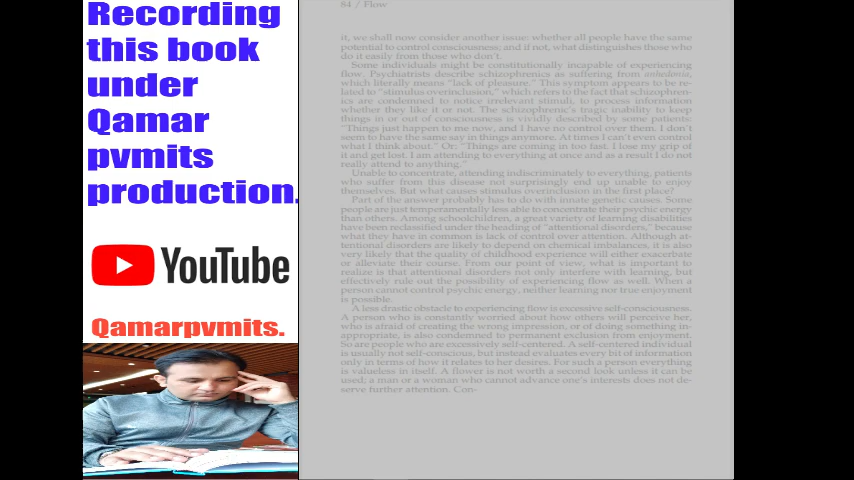 Recording
this book
under
Qamar
pvmits
production.
YouTube
Qamarpvmits.
84 / Flow
it, we shall now consider another issue: whether all people have the same
potential to control consciousness; and if not, what distinguishes those who
do it easily from those who don't.
Some individuals might be constitutionally incapable of experiencing
flow. Psychiatrists describe schizophrenics as suffering from anhedonia,
which literally means "lack of pleasure." This symptom appears to be re-
lated to "stimulus overinclusion," which refers to the fact that schizophren-
ics are condemned to notice irrelevant stimuli, to process information
whether they like it or not. The schizophrenic's tragic inability to keep
things in or out of consciousness is vividly described by some patients:
"Things just happen to me now, and I have no control over them. I don't
seem to have the same say in things anymore. At times I can't even control
what I think about." Or: "Things are coming in too fast. I lose my grip of
it and get lost. I am attending to everything at once and as a result I do not
really attend to anything."
Unable to concentrate, attending indiscriminately to everything, patients
who suffer from this disease not surprisingly end up unable to enjoy
themselves. But what causes stimulus overinclusion in the first place?
Part of the answer probably has to do with innate genetic causes. Some
people are just temperamentally less able to concentrate their psychic energy
than others. Among schoolchildren, a great variety of learning disabilities
have been reclassified under the heading of "attentional disorders," because
what they have in common is lack of control over attention. Although at-
tentional disorders are likely to depend on chemical imbalances, it is also
very likely that the quality of childhood experience will either exacerbate
or alleviate their course. From our point of view, what is important to
realize is that attentional disorders not only interfere with learning, but
effectively rule out the possibility of experiencing flow as well. When a
person cannot control psychic energy, neither learning nor true enjoyment
is possible.
A less drastic obstacle to experiencing flow is excessive self-consciousness.
A person who is constantly worried about how others will perceive her,
who is afraid of creating the wrong impression, or of doing something in-
appropriate, is also condemned to permanent exclusion from enjoyment.
So are people who are excessively self-centered. A self-centered individual
is usually not self-conscious, but instead evaluates every bit of information
only in terms of how it relates to her desires. For such a person everything
is valueless in itself. A flower is not worth a second look unless it can be
used; a man or a woman who cannot advance one's interests does not de-
serve further attention. Con-